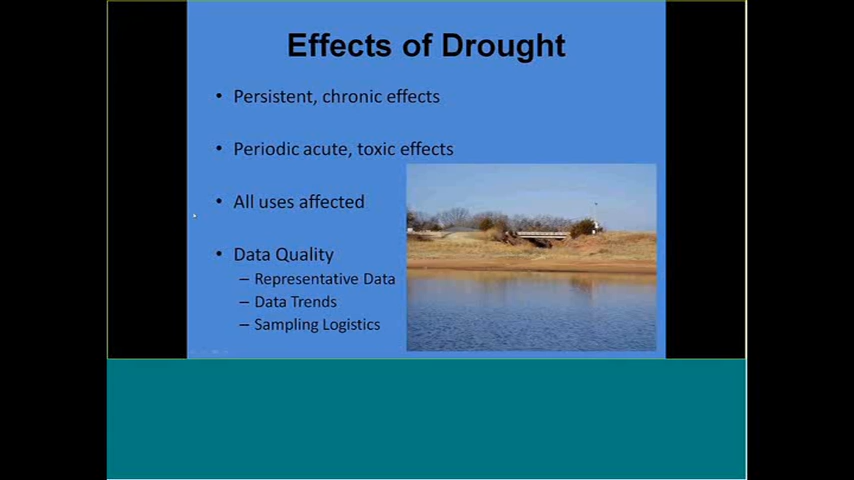 Effects of Drought
• Persistent, chronic effects
• Periodic acute, toxic effects
• All uses affected
• Data Quality
– Representative Data
– Data Trends
– Sampling Logistics